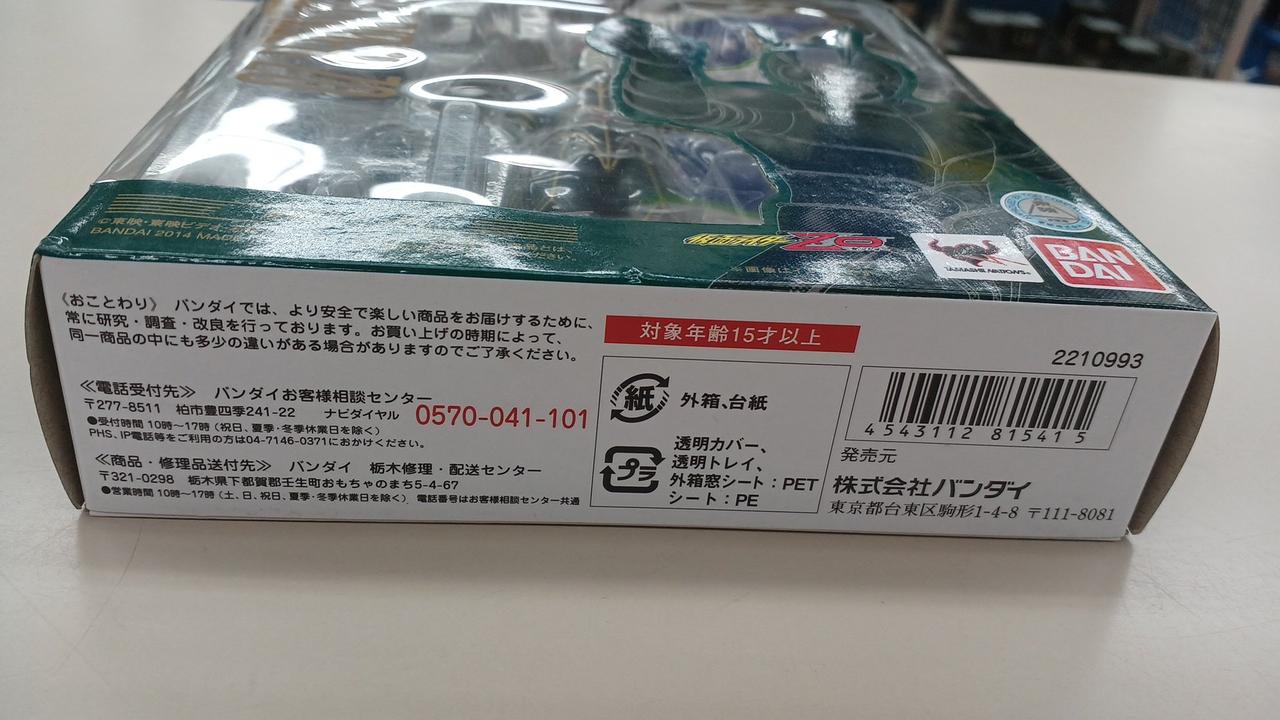 ©東映・東映ビデオ
BANDAI 2014 MADE
仮面ライダーZO
TAMASHII NATIONS
BAN
DAI
《おことわり》 バンダイでは、より安全で楽しい商品をお届けするために、
常に研究・調査・改良を行っております。お買い上げの時期によって、
同一商品の中にも多少の違いがある場合がありますのでご了承ください。
≪電話受付先≫ バンダイお客様相談センター
〒277-8511 柏市豊四季241-22 ナビダイヤル 0570-041-101
●受付時間 10時～17時(祝日、夏季・冬季休業日を除く)
PHS、IP電話等をご利用の方は04-7146-0371におかけください。
≪商品・修理品送付先≫ バンダイ 栃木修理・配送センター
〒321-0298 栃木県下都賀郡壬生町おもちゃのまち5-4-67
●営業時間 10時～17時(土、日、祝日、夏季・冬季休業日を除く) 電話番号はお客様相談センター共通
対象年齢15才以上
紙 外箱、台紙
プラ
透明カバー、
透明トレイ、
外箱窓シート：PET
シート：PE
2210993
4 543112 815415
発売元
株式会社バンダイ
東京都台東区駒形1-4-8 〒111-8081